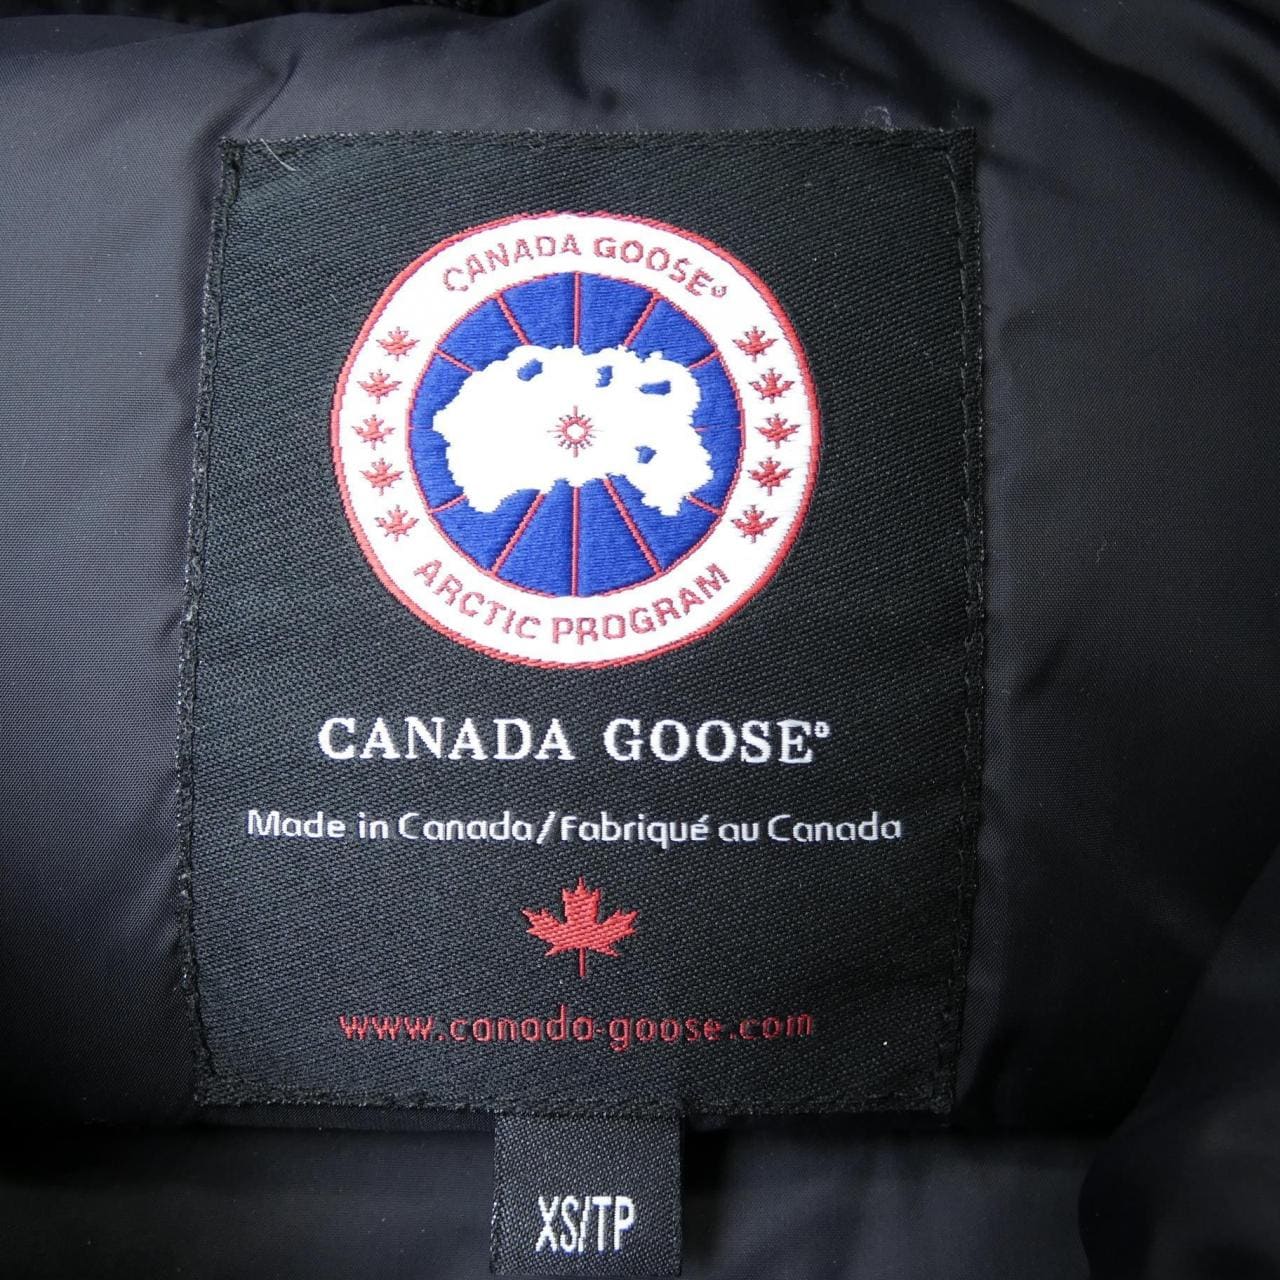 CANADA GOOSE®
ARCTIC PROGRAM
CANADA GOOSE®
Made in Canada/Fabriqué au Canada
www.canada-goose.com
XS/TP